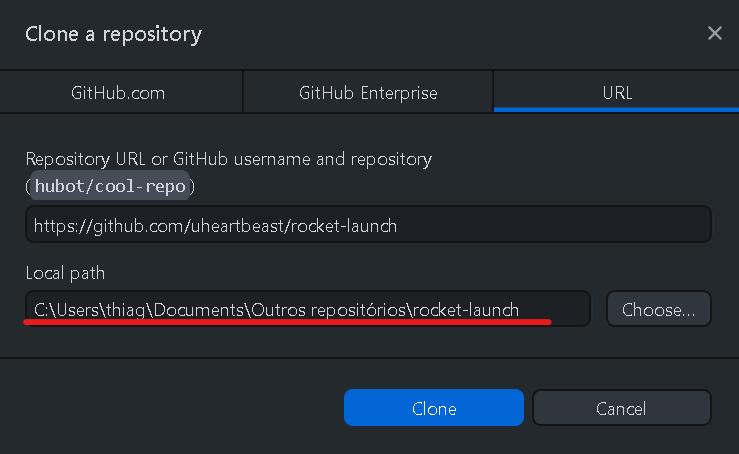 Clone a repository
GitHub.com
GitHub Enterprise
URL
Repository URL or GitHub username and repository
(hubot/cool-repo)
https://github.com/uheartbeast/rocket-launch
Local path
C:\Users\thiag\Documents\Outros repositórios\rocket-launch
Choose...
Clone
Cancel